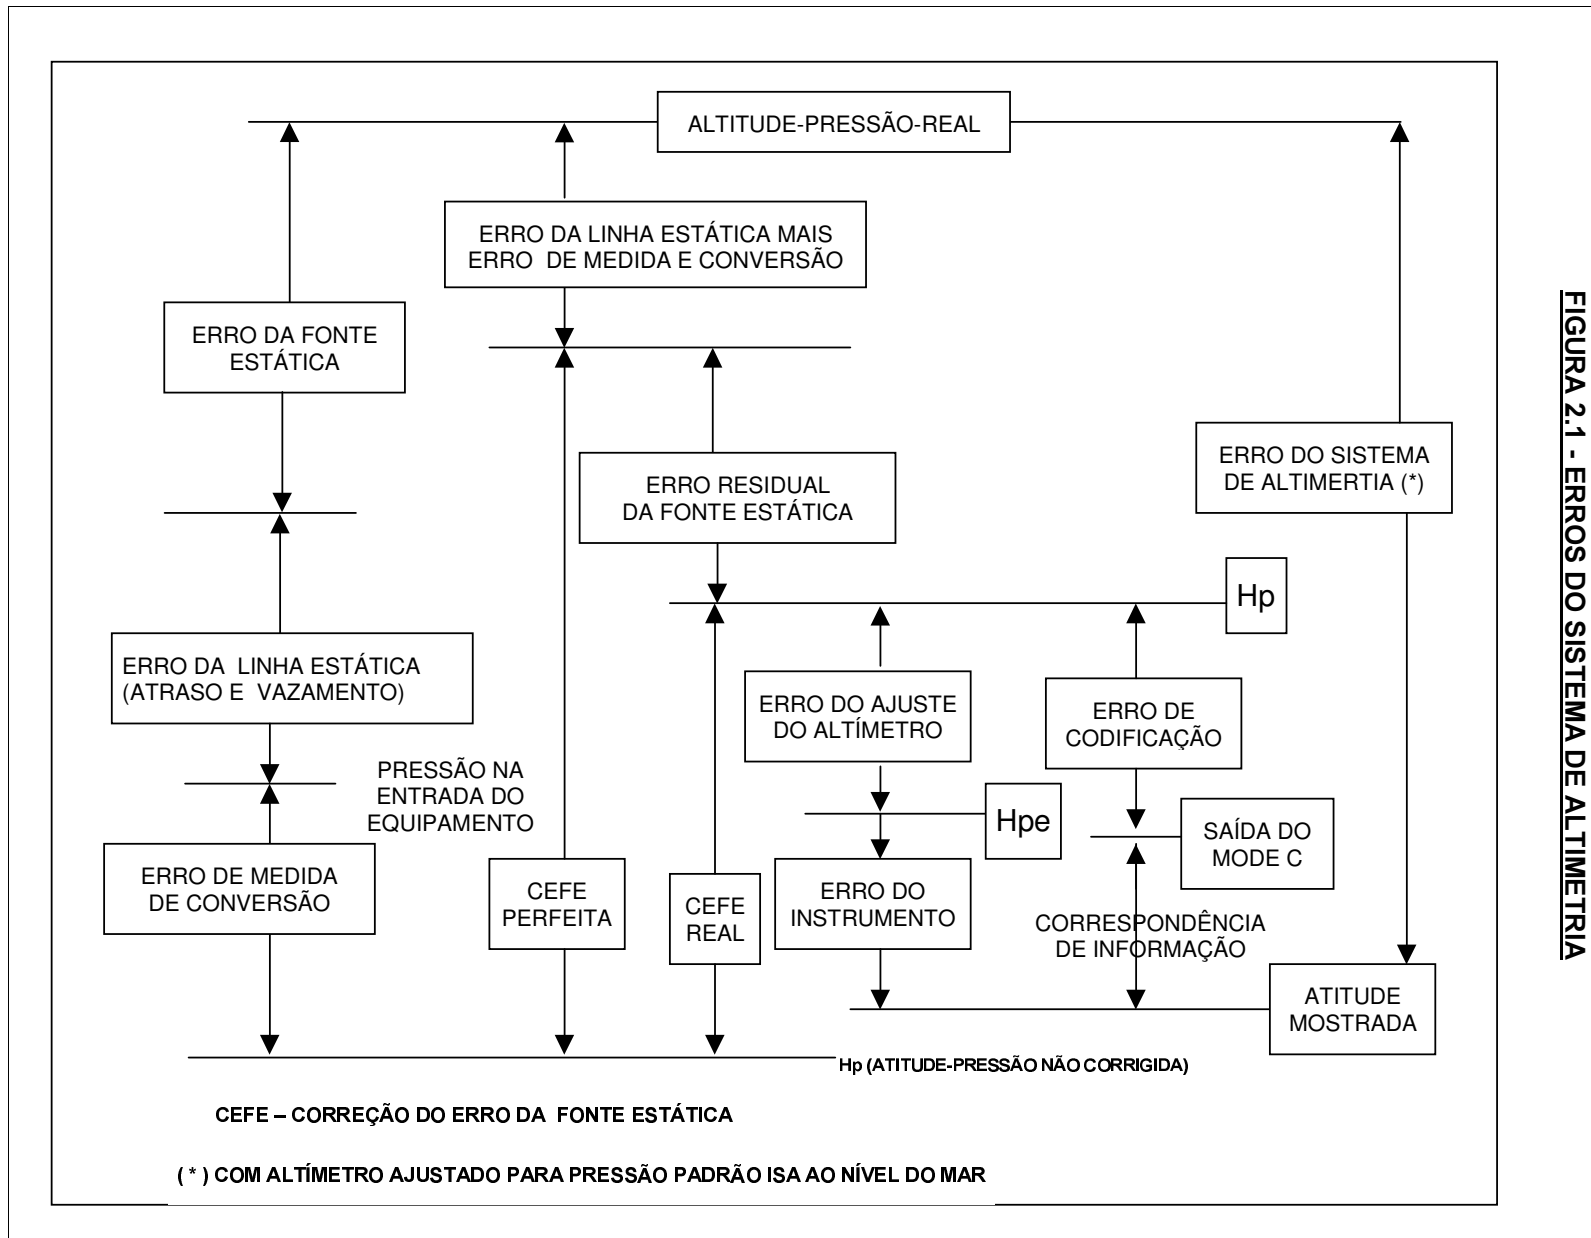 ALTITUDE-PRESSÃO-REAL
ERRO DA LINHA ESTÁTICA MAIS
ERRO DE MEDIDA E CONVERSÃO
ERRO DA FONTE
ESTÁTICA
ERRO RESIDUAL
DA FONTE ESTÁTICA
ERRO DO SISTEMA
DE ALTIMERTIA (*)
Hp
ERRO DA LINHA ESTÁTICA
(ATRASO E VAZAMENTO)
ERRO DO AJUSTE
DO ALTÍMETRO
ERRO DE
CODIFICAÇÃO
PRESSÃO NA
ENTRADA DO
EQUIPAMENTO
Hpe
SAÍDA DO
MODE C
ERRO DE MEDIDA
DE CONVERSÃO
CEFE
PERFEITA
CEFE
REAL
ERRO DO
INSTRUMENTO
CORRESPONDÊNCIA
DE INFORMAÇÃO
ATITUDE
MOSTRADA
Hp (ATITUDE-PRESSÃO NÃO CORRIGIDA)
CEFE – CORREÇÃO DO ERRO DA FONTE ESTÁTICA
( * ) COM ALTÍMETRO AJUSTADO PARA PRESSÃO PADRÃO ISA AO NÍVEL DO MAR
FIGURA 2.1 - ERROS DO SISTEMA DE ALTIMETRIA